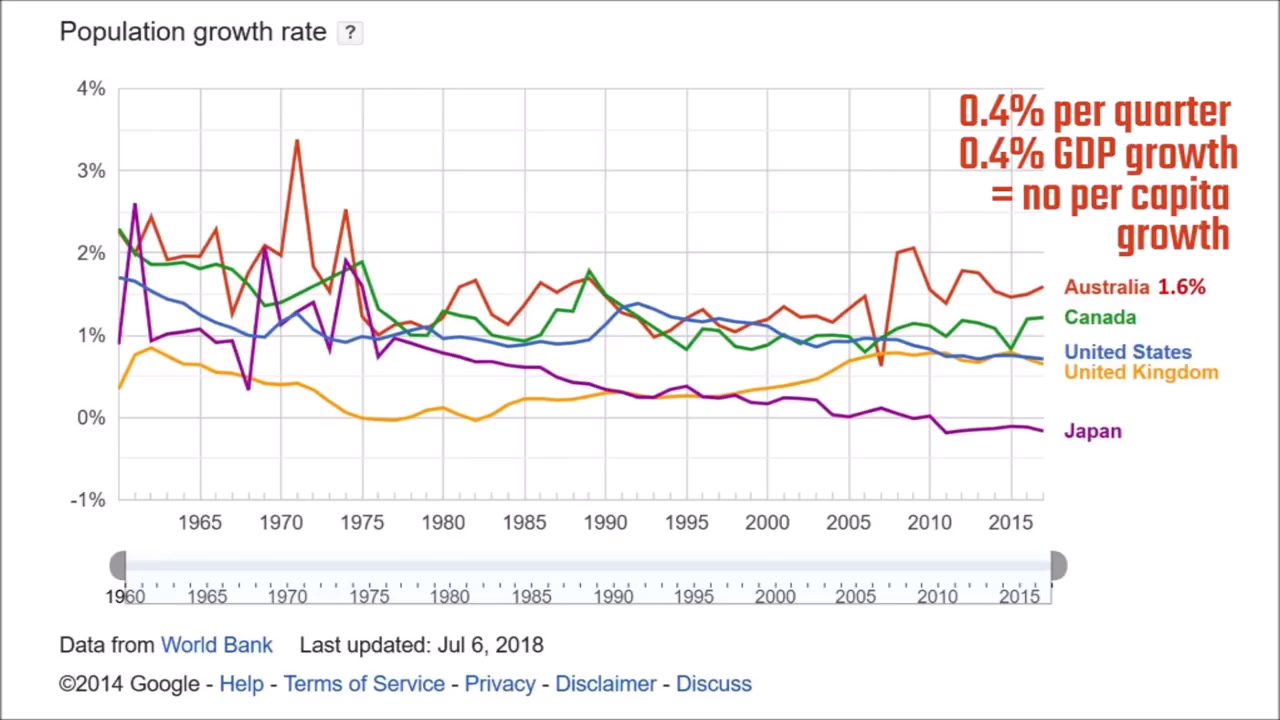 Population growth rate ?
4%
3%
2%
1%
0%
-1%
0.4% per quarter
0.4% GDP growth
= no per capita
growth
Australia 1.6%
Canada
United States
United Kingdom
Japan
1965 1970 1975 1980 1985 1990 1995 2000 2005 2010 2015
1960 1965 1970 1975 1980 1985 1990 1995 2000 2005 2010 2015
Data from World Bank Last updated: Jul 6, 2018
©2014 Google - Help - Terms of Service - Privacy - Disclaimer - Discuss